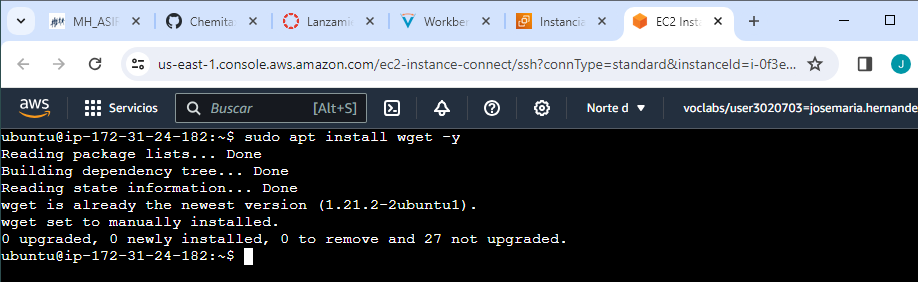 MH_ASIF
Chemita
Lanzamie
Workben
Instancia
EC2 Inst
us-east-1.console.aws.amazon.com/ec2-instance-connect/ssh?connType=standard&instanceId=i-0f3e...
J
aws
Servicios
Buscar
[Alt+S]
Norte d
voclabs/user3020703=josemaria.hernande
ubuntu@ip-172-31-24-182:~$ sudo apt install wget -y
Reading package lists... Done
Building dependency tree... Done
Reading state information... Done
wget is already the newest version (1.21.2-2ubuntu1).
wget set to manually installed.
0 upgraded, 0 newly installed, 0 to remove and 27 not upgraded.
ubuntu@ip-172-31-24-182:~$